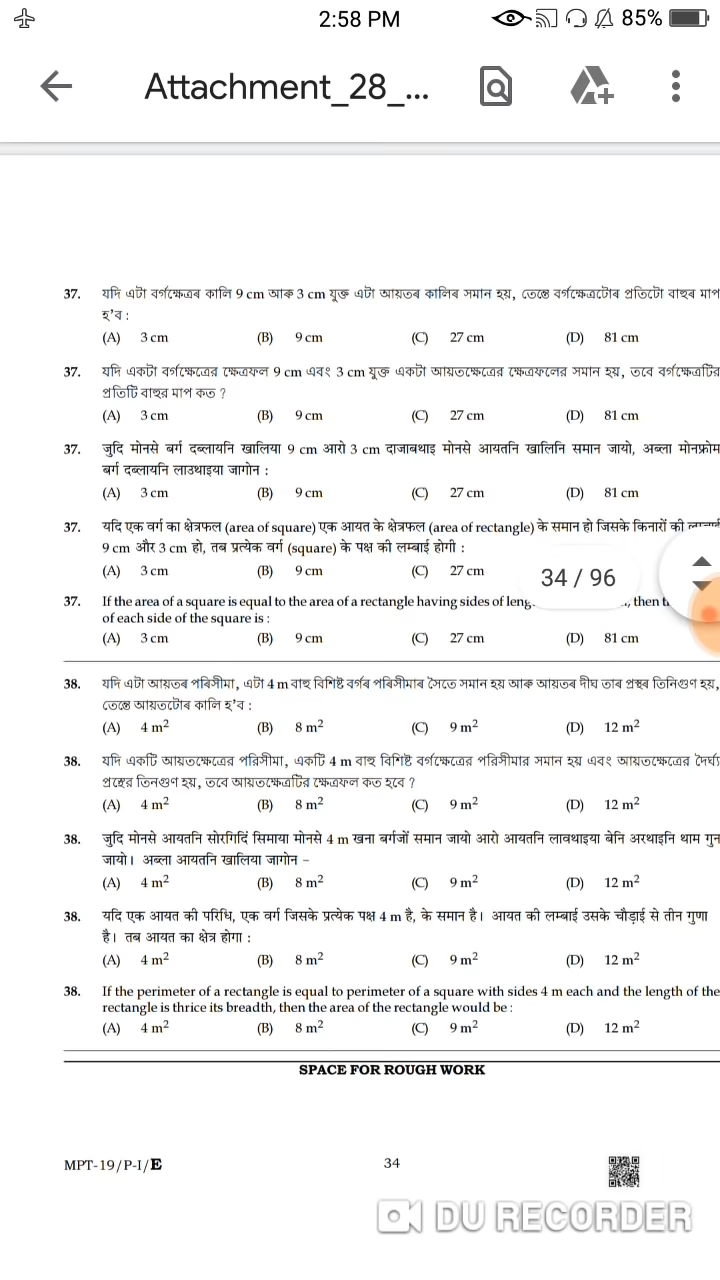 2:58 PM 85%
Attachment_28_...
37. যদি এটা বৰ্গক্ষেত্ৰৰ কালি 9 cm আৰু 3 cm যুক্ত এটা আয়তৰ কালিৰ সমান হয়, তেন্তে বৰ্গক্ষেত্ৰটোৰ প্ৰতিটো বাহুৰ মাপ
হ'ব :
(A) 3 cm (B) 9 cm (C) 27 cm (D) 81 cm
37. যদি একটা বর্গক্ষেত্রের ক্ষেত্রফল 9 cm এবং 3 cm যুক্ত একটা আয়তক্ষেত্রের ক্ষেত্রফলের সমান হয়, তবে বর্গক্ষেত্রটির
প্রতিটি বাহুর মাপ কত ?
(A) 3 cm (B) 9 cm (C) 27 cm (D) 81 cm
37. जुदि मोनसे बर्ग दब्लायनि खालिया 9 cm आरो 3 cm दाजाबथाइ मोनसे आयतनि खालिनि समान जायो, अब्ला मोनफ्रोम
बर्ग दब्लायनि लाउथाइया जागोन :
(A) 3 cm (B) 9 cm (C) 27 cm (D) 81 cm
37. यदि एक वर्ग का क्षेत्रफल (area of square) एक आयत के क्षेत्रफल (area of rectangle) के समान हो जिसके किनारों की
9 cm और 3 cm हो, तब प्रत्येक वर्ग (square) के पक्ष की लम्बाई होगी :
(A) 3 cm (B) 9 cm (C) 27 cm
34 / 96
37. If the area of a square is equal to the area of a rectangle having sides of , then
of each side of the square is :
(A) 3 cm (B) 9 cm (C) 27 cm (D) 81 cm
38. যদি এটা আয়তৰ পৰিসীমা, এটা 4 m বাহু বিশিষ্ট বৰ্গৰ পৰিসীমাৰ সৈতে সমান হয় আৰু আয়তৰ দীঘ তাৰ প্ৰস্থৰ তিনিগুণ হয়,
তেন্তে আয়তটোৰ কালি হ'ব :
(A) 4 m² (B) 8 m² (C) 9 m² (D) 12 m²
38. যদি একটি আয়তক্ষেত্রের পরিসীমা, একটি 4 m বাহু বিশিষ্ট বর্গক্ষেত্রের পরিসীমার সমান হয় এবং আয়তক্ষেত্রের দৈর্ঘ্য
প্রস্থের তিনগুণ হয়, তবে আয়তক্ষেত্রটির ক্ষেত্রফল কত হবে ?
(A) 4 m² (B) 8 m² (C) 9 m² (D) 12 m²
38. जुदि मोनसे आयतनि सोरगिदिं सिमाया मोनसे 4 m खना बर्गजों समान जायो आरो आयतनि लावथाइया बेनि अरथाइनि थाम गुन
जायो। अब्ला आयतनि खालिया जागोन –
(A) 4 m² (B) 8 m² (C) 9 m² (D) 12 m²
38. यदि एक आयत की परिधि, एक वर्ग जिसके प्रत्येक पक्ष 4 m है, के समान है। आयत की लम्बाई उसके चौड़ाई से तीन गुणा
है। तब आयत का क्षेत्र होगा :
(A) 4 m² (B) 8 m² (C) 9 m² (D) 12 m²
38. If the perimeter of a rectangle is equal to perimeter of a square with sides 4 m each and the length of the
rectangle is thrice its breadth, then the area of the rectangle would be :
(A) 4 m² (B) 8 m² (C) 9 m² (D) 12 m²
SPACE FOR ROUGH WORK
MPT-19/P-I/E 34
DU RECORDER